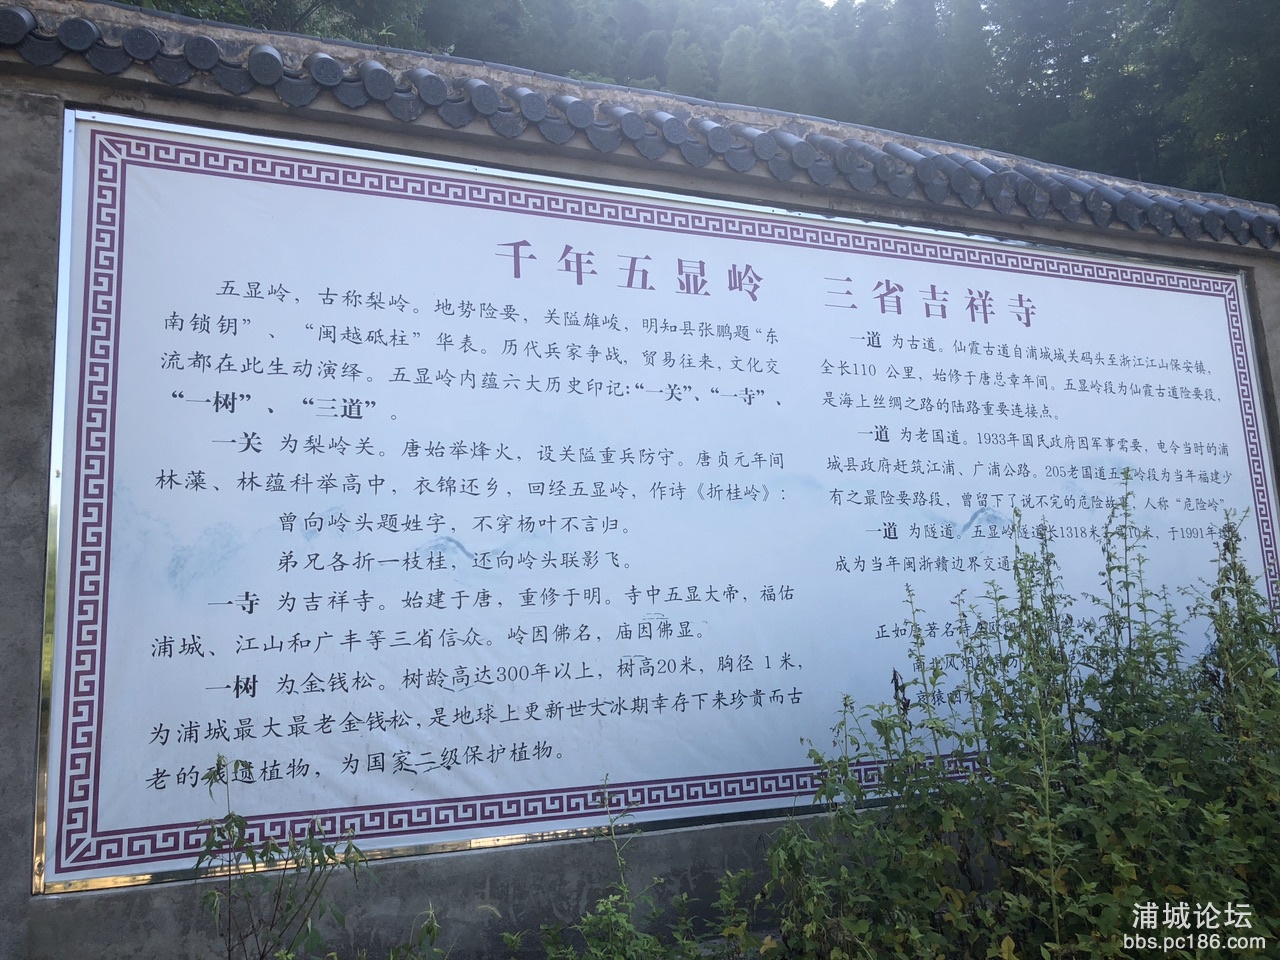 千年五显岭 三省吉祥寺
五显岭，古称梨岭。地势险要，关隘雄峻，明知县张鹏题“东
南锁钥”、“闽越砥柱”华表。历代兵家争战，贸易往来，文化交
流都在此生动演绎。五显岭内蕴六大历史印记：“一关”、“一寺”、
“一树”、“三道”。
一关 为梨岭关。唐始举烽火，设关隘重兵防守。唐贞元年间
林藻、林蕴科举高中，衣锦还乡，回经五显岭，作诗《折桂岭》：
曾向岭头题姓字，不穿杨叶不言归。
弟兄各折一枝桂，还向岭头联影飞。
一寺 为吉祥寺。始建于唐，重修于明。寺中五显大帝，福佑
浦城、江山和广丰等三省信众。岭因佛名，庙因佛显。
一树 为金钱松。树龄高达300年以上，树高20米，胸径1米，
为浦城最大最老金钱松，是地球上更新世大冰期幸存下来珍贵而古
老的残遗植物，为国家二级保护植物。
一道 为古道。仙霞古道自浦城城关码头至浙江江山保安镇，
全长110 公里，始修于唐总章年间。五显岭段为仙霞古道险要段，
是海上丝绸之路的陆路重要连接点。
一道 为老国道。1933年国民政府因军事需要，电令当时的浦
城县政府赶筑江浦、广浦公路。205老国道五显岭段为当年福建少
有之最险要路段，曾留下了说不完的危险故事，人称“危险岭”
一道 为隧道。五显岭隧道长1318米 10米，于1991年
成为当年闽浙赣边界交通
正如唐著名诗
南北风烟
猿
浦城论坛
bbs.pc186.com